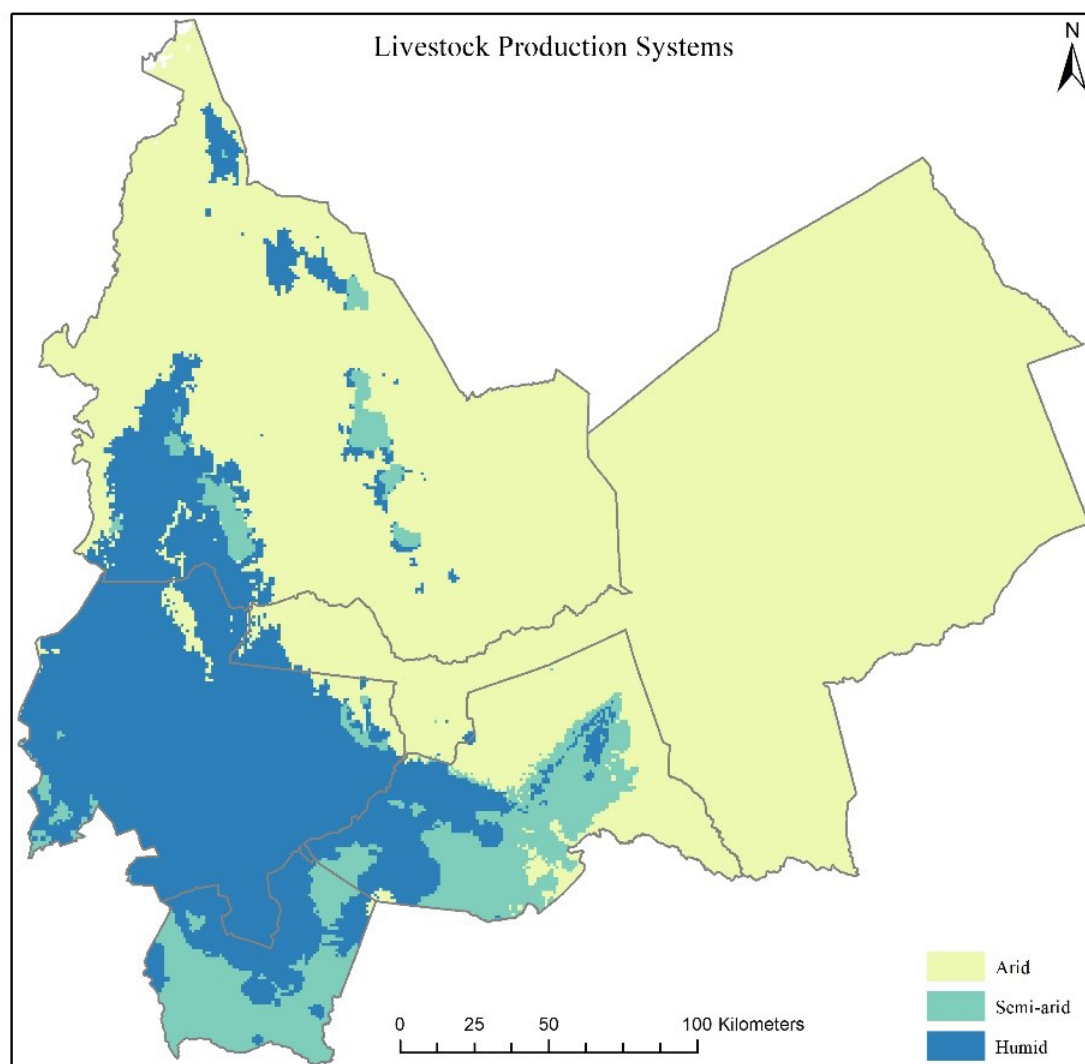 Livestock Production Systems
N
Arid
Semi-arid
Humid
0 25 50 100 Kilometers